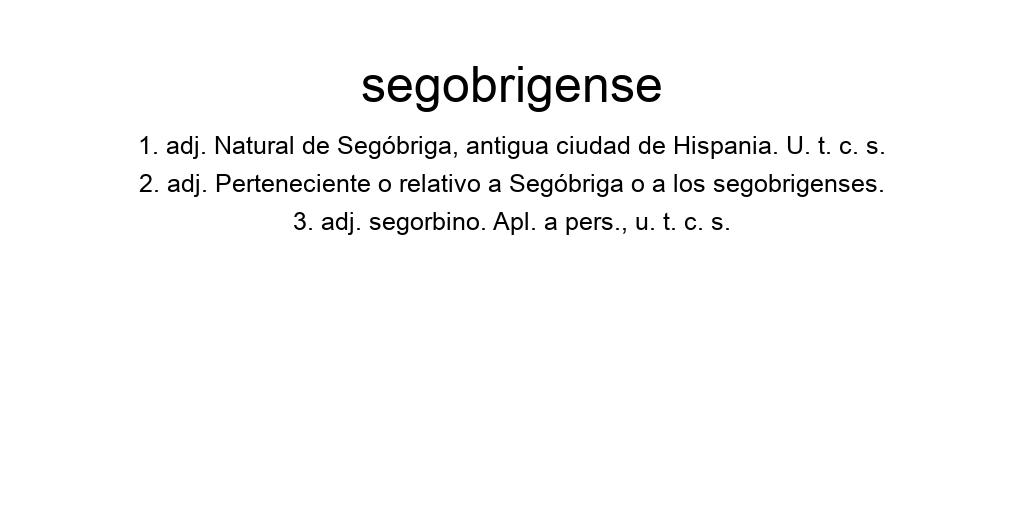 segobrigense
1. adj. Natural de Segóbriga, antigua ciudad de Hispania. U. t. c. s.
2. adj. Perteneciente o relativo a Segóbriga o a los segobrigenses.
3. adj. segorbino. Apl. a pers., u. t. c. s.